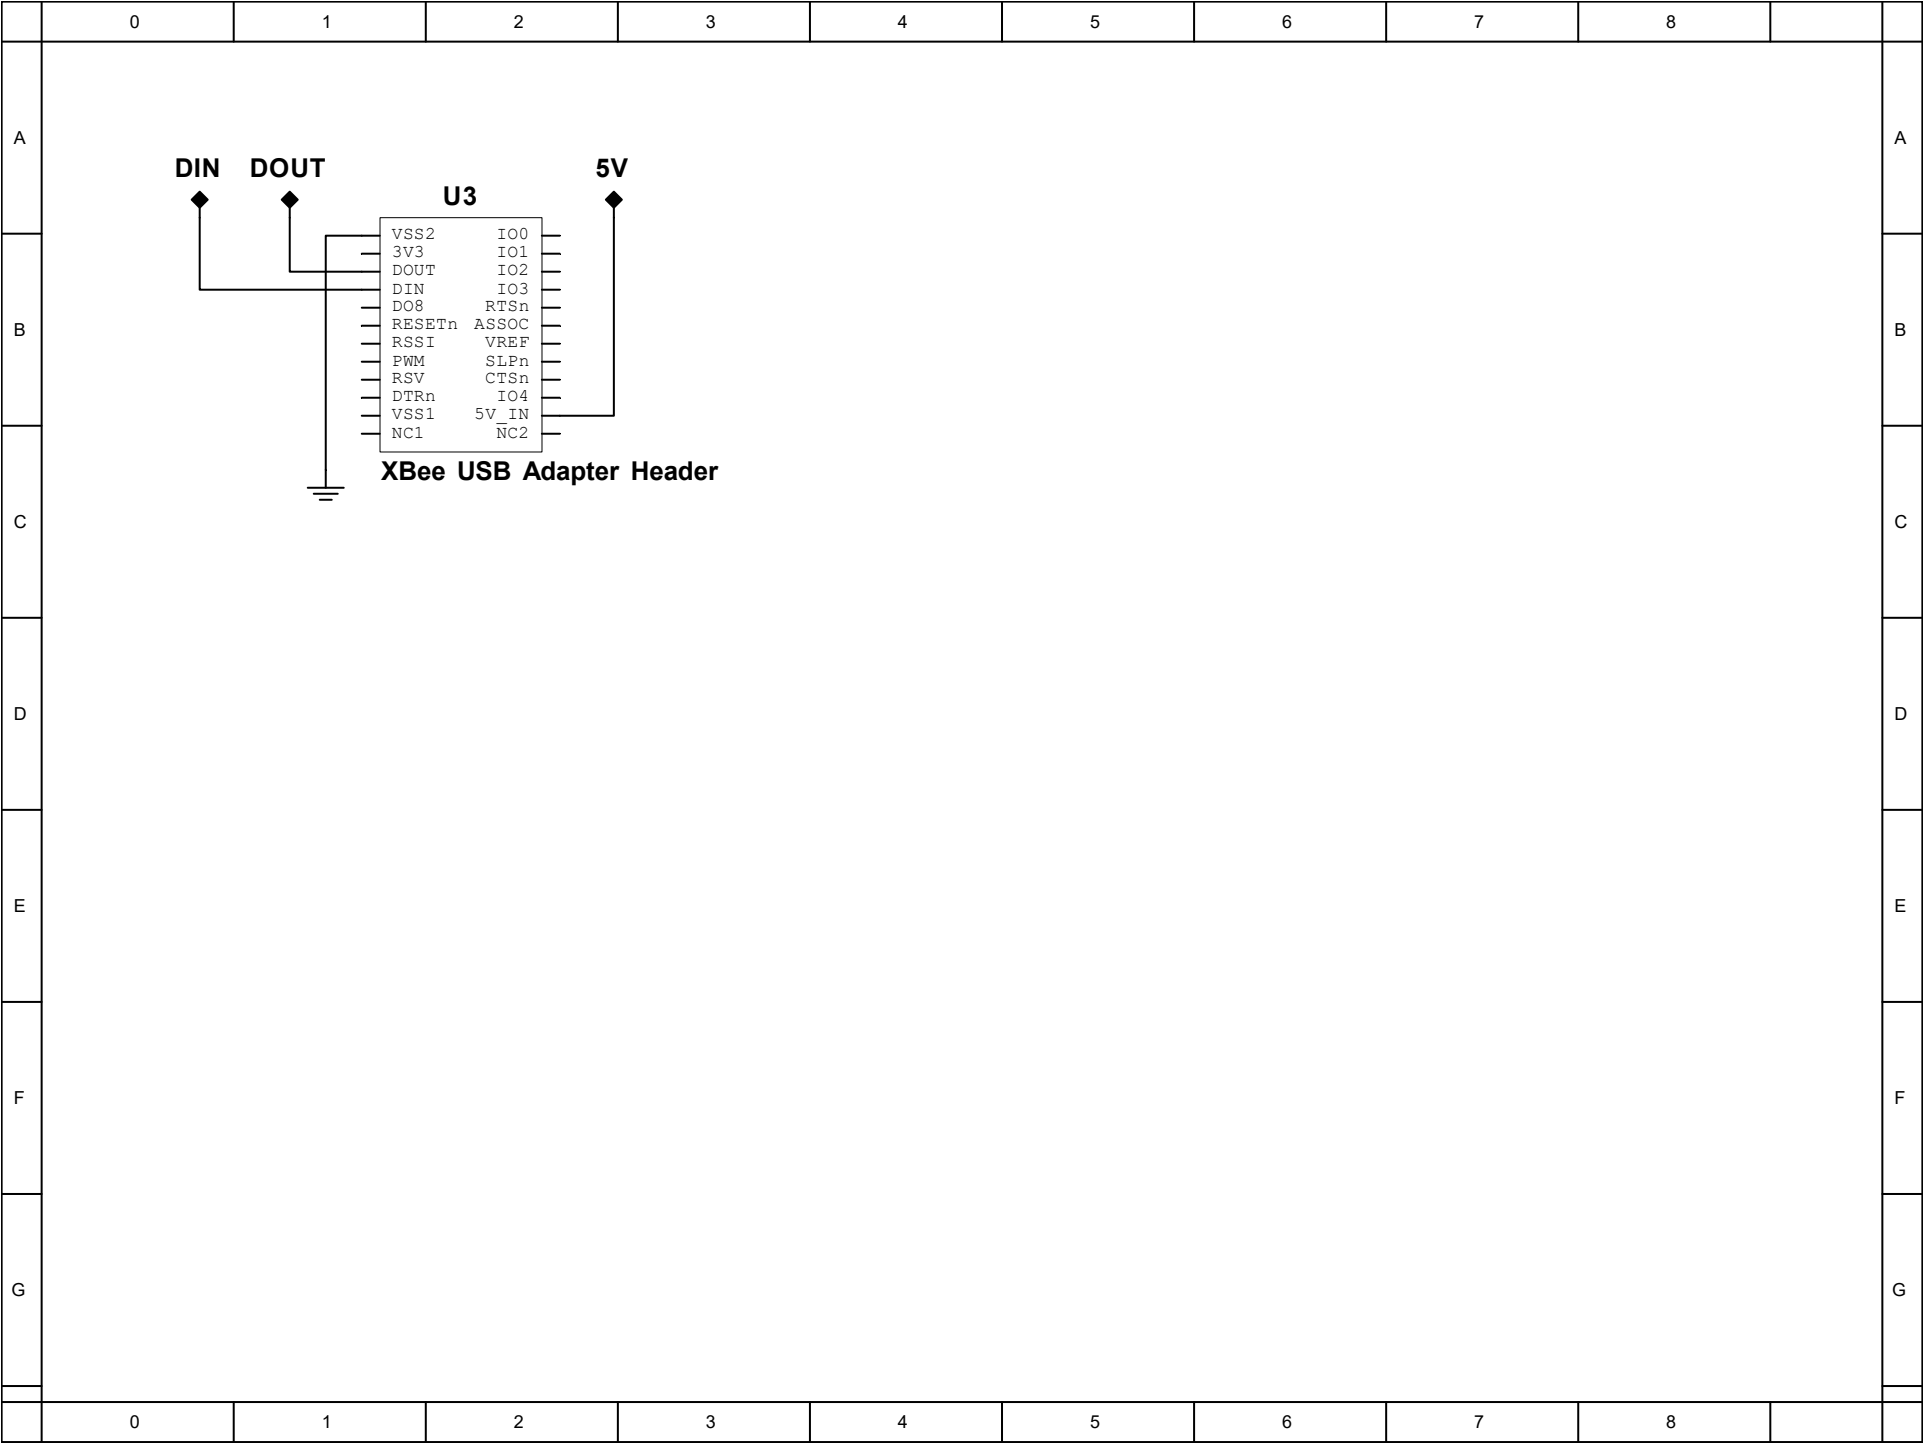 0 1 2 3 4 5 6 7 8
A A
DIN DOUT 5V
U3
VSS2 IO0
3V3 IO1
DOUT IO2
DIN IO3
DO8 RTSn
B B
RESETn ASSOC
RSSI VREF
PWM SLPn
RSV CTSn
DTRn IO4
VSS1 5V_IN
NC1 NC2
XBee USB Adapter Header
C C
D D
E E
F F
G G
0 1 2 3 4 5 6 7 8